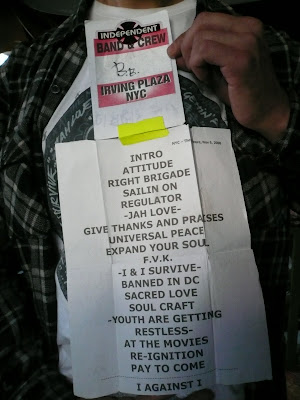 INDEPENDENT
BAND & CREW
B.B.
IRVING PLAZA
NYC
INTRO
ATTITUDE
RIGHT BRIGADE
SAILIN ON
REGULATOR
-JAH LOVE-
GIVE THANKS AND PRAISES
UNIVERSAL PEACE
EXPAND YOUR SOUL
F.V.K.
-I & I SURVIVE-
BANNED IN DC
SACRED LOVE
SOUL CRAFT
-YOUTH ARE GETTING
RESTLESS-
AT THE MOVIES
RE-IGNITION
PAY TO COME
I AGAINST I